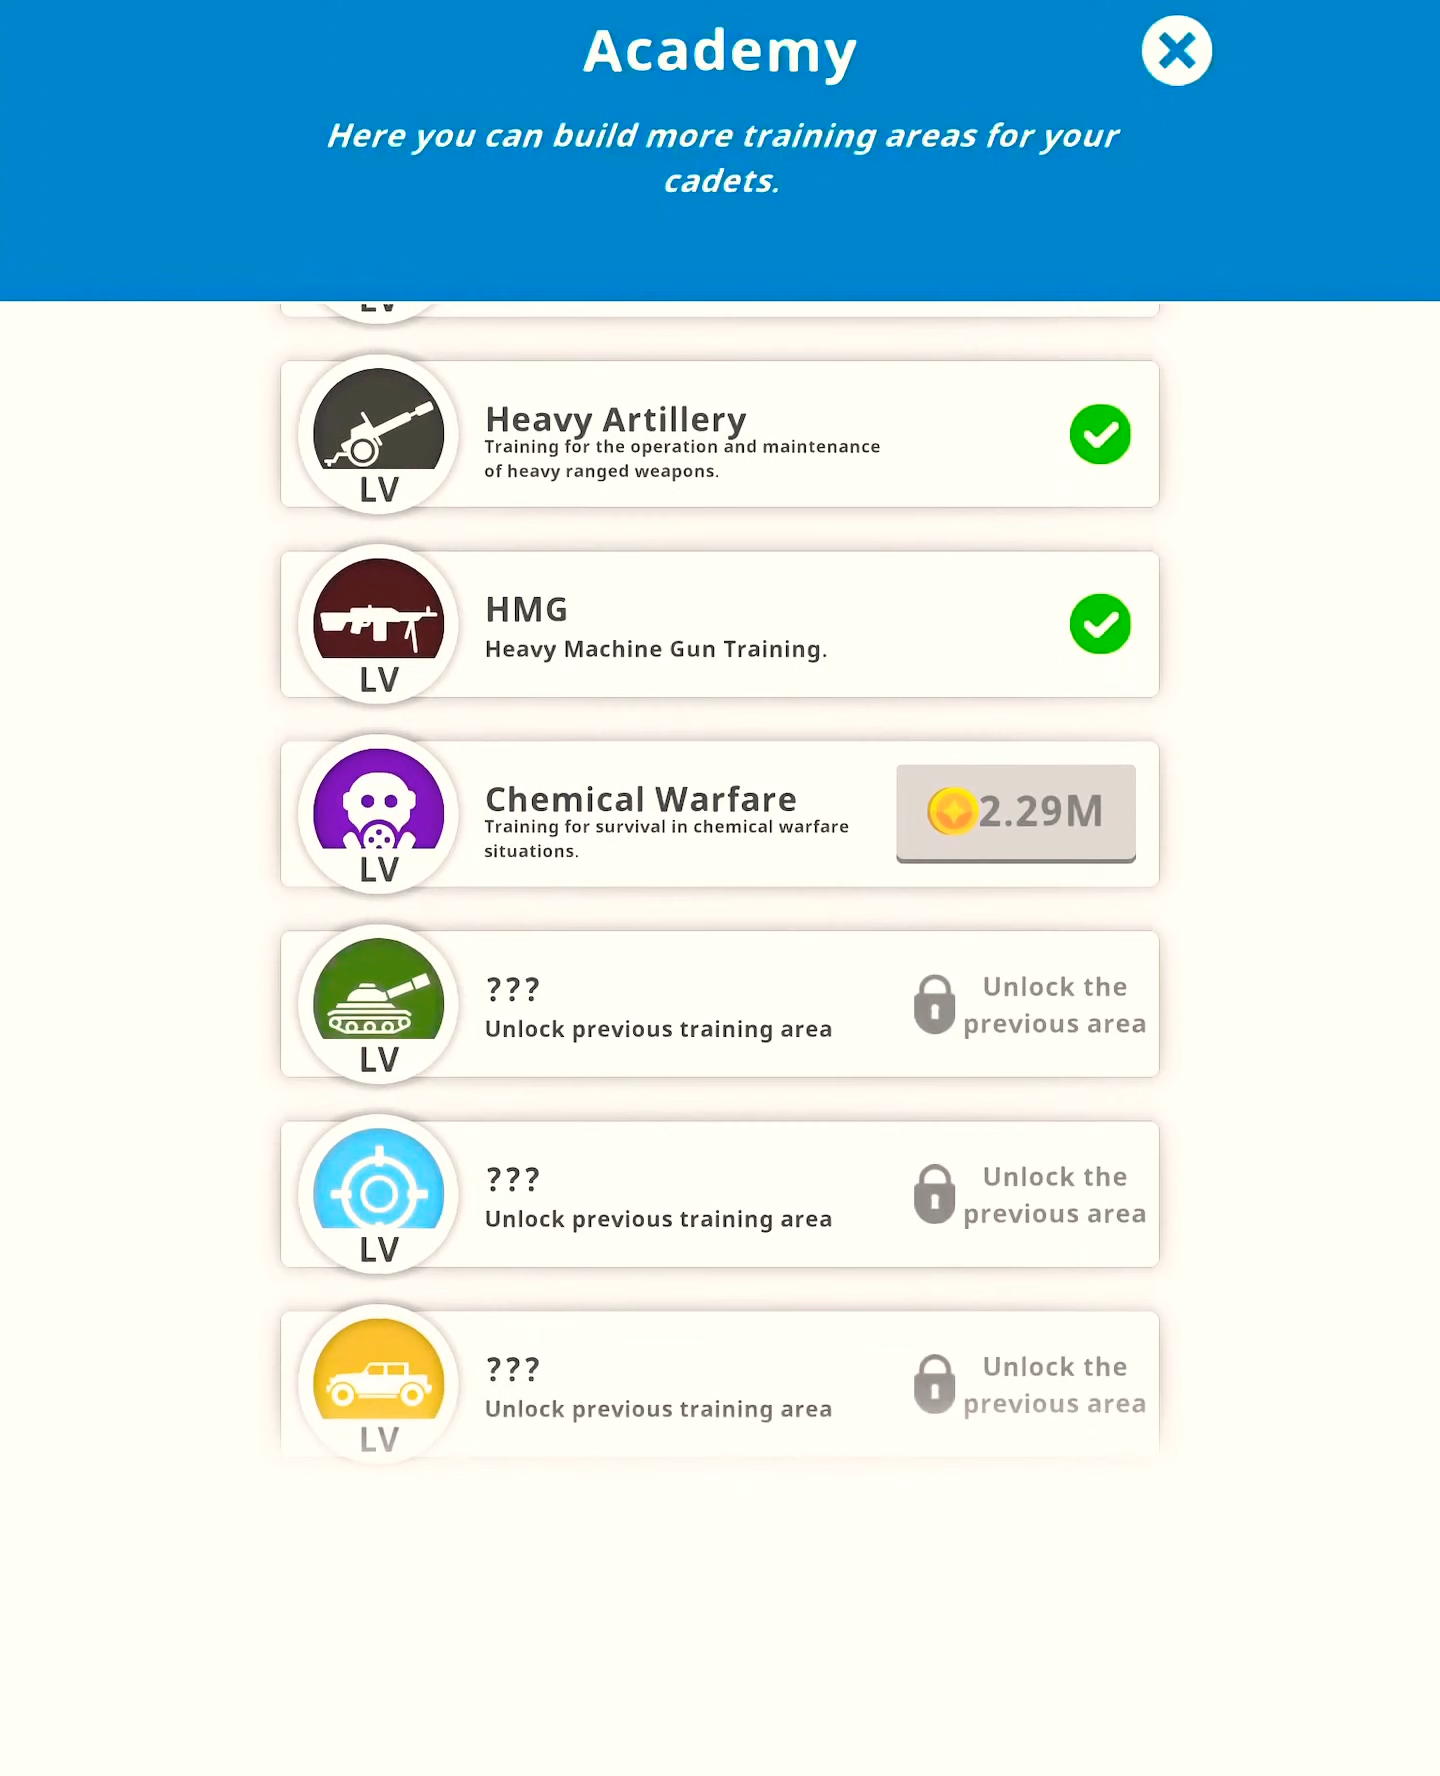 Academy
Here you can build more training areas for your
cadets.
LV
Heavy Artillery
Training for the operation and maintenance
of heavy ranged weapons.
LV
HMG
Heavy Machine Gun Training.
LV
Chemical Warfare
Training for survival in chemical warfare
situations.
2.29M
LV
???
Unlock previous training area
Unlock the
previous area
LV
???
Unlock previous training area
Unlock the
previous area
LV
???
Unlock previous training area
Unlock the
previous area
LV